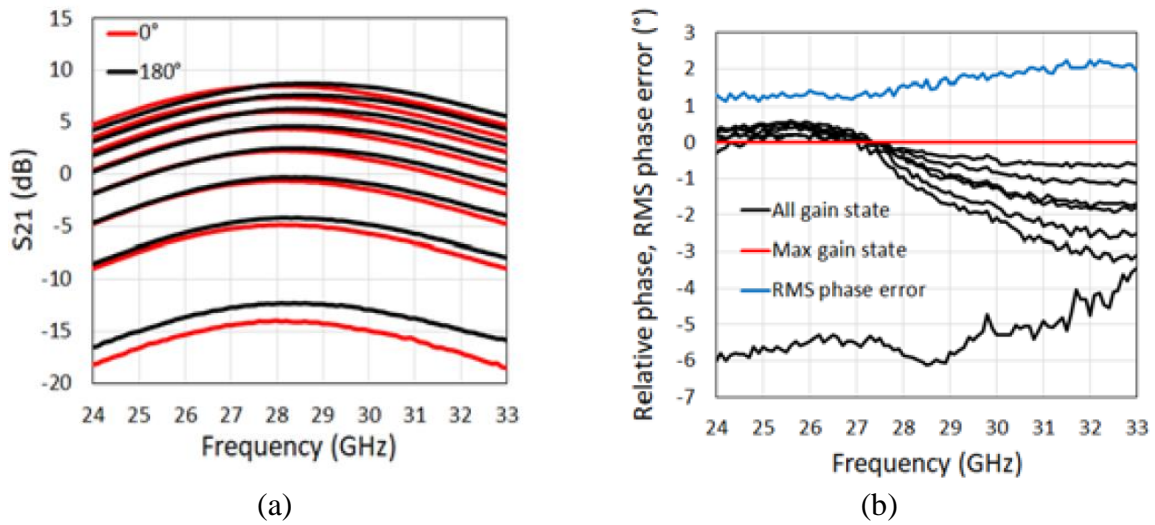 15
10
5
0
-5
-10
-15
-20
S21 (dB)
0°
180°
24 25 26 27 28 29 30 31 32 33
Frequency (GHz)
(a)
3
2
1
0
-1
-2
-3
-4
-5
-6
-7
Relative phase, RMS phase error (°)
All gain state
Max gain state
RMS phase error
24 25 26 27 28 29 30 31 32 33
Frequency (GHz)
(b)